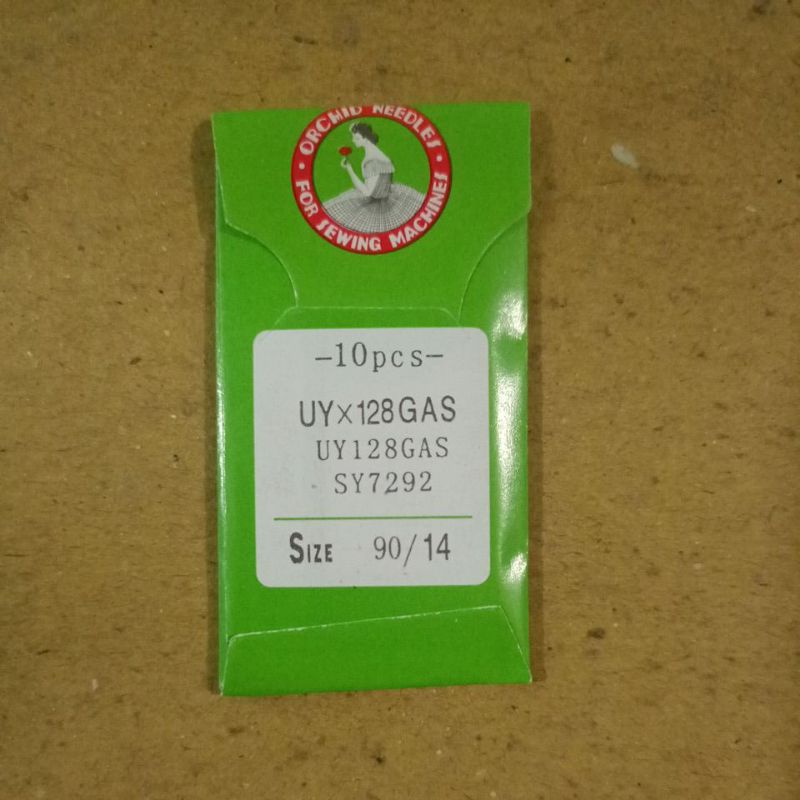 ORCHID NEEDLES
FOR SEWING MACHINES
-10pcs-
UY×128GAS
UY128GAS
SY7292
SIZE 90/14